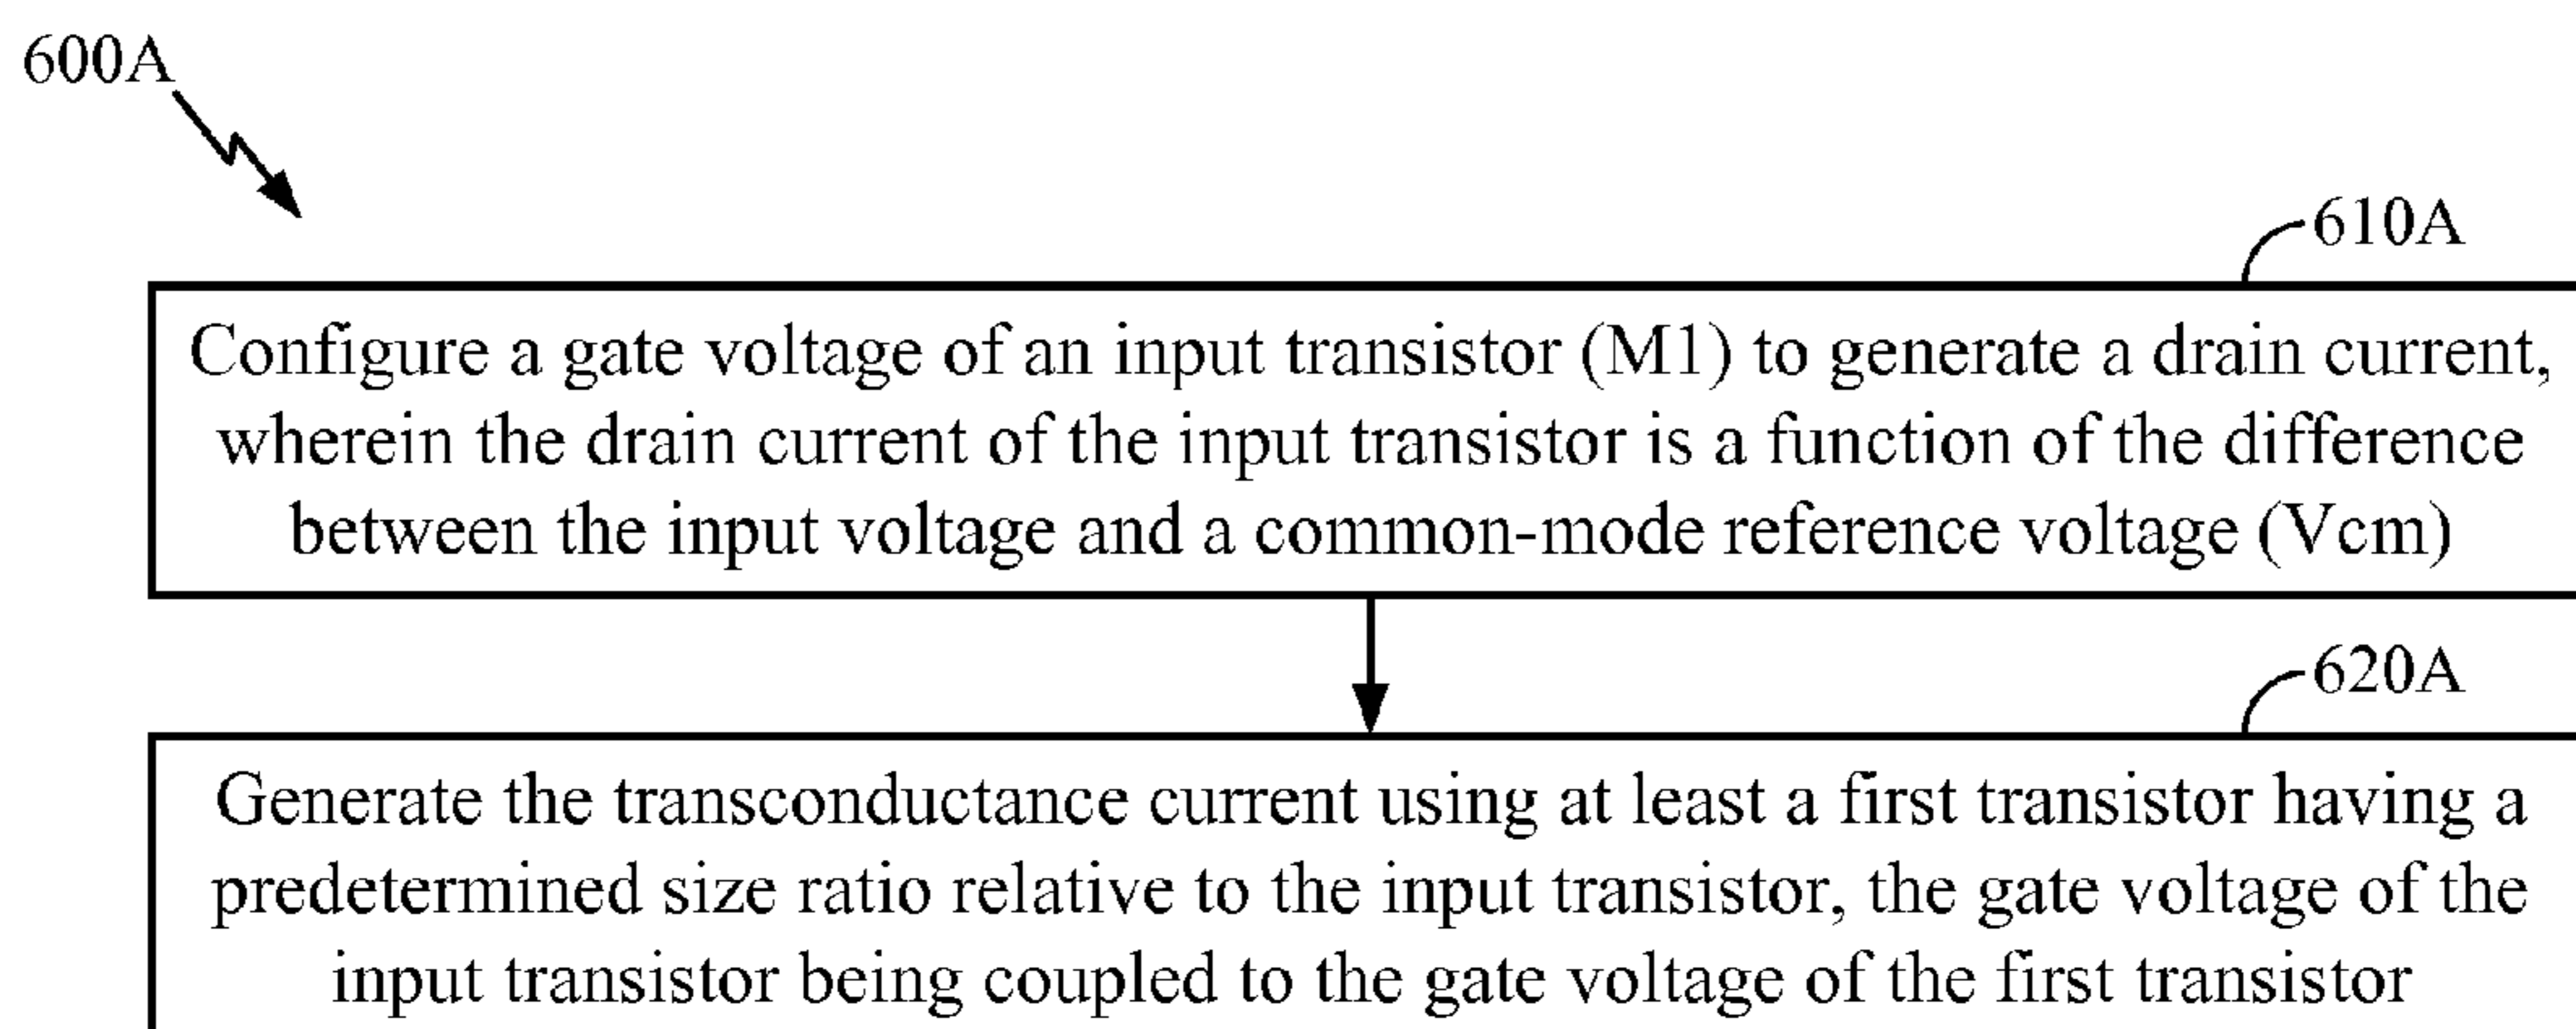 600A
610A
Configure a gate voltage of an input transistor (M1) to generate a drain current,
wherein the drain current of the input transistor is a function of the difference
between the input voltage and a common-mode reference voltage (Vcm)
620A
Generate the transconductance current using at least a first transistor having a
predetermined size ratio relative to the input transistor, the gate voltage of the
input transistor being coupled to the gate voltage of the first transistor